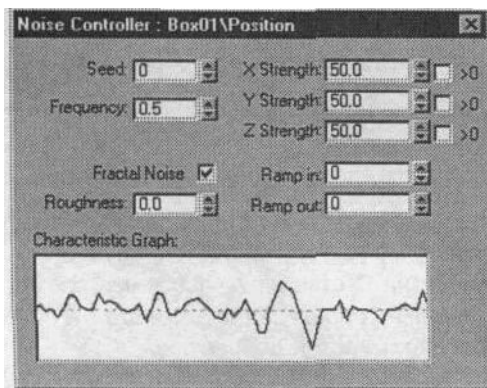 Noise Controller : Box01\Position
Seed: 0
X Strength: 50.0 >0
Frequency: 0.5
Y Strength: 50.0 >0
Z Strength: 50.0 >0
Fractal Noise
Ramp in: 0
Roughness: 0.0
Ramp out: 0
Characteristic Graph: